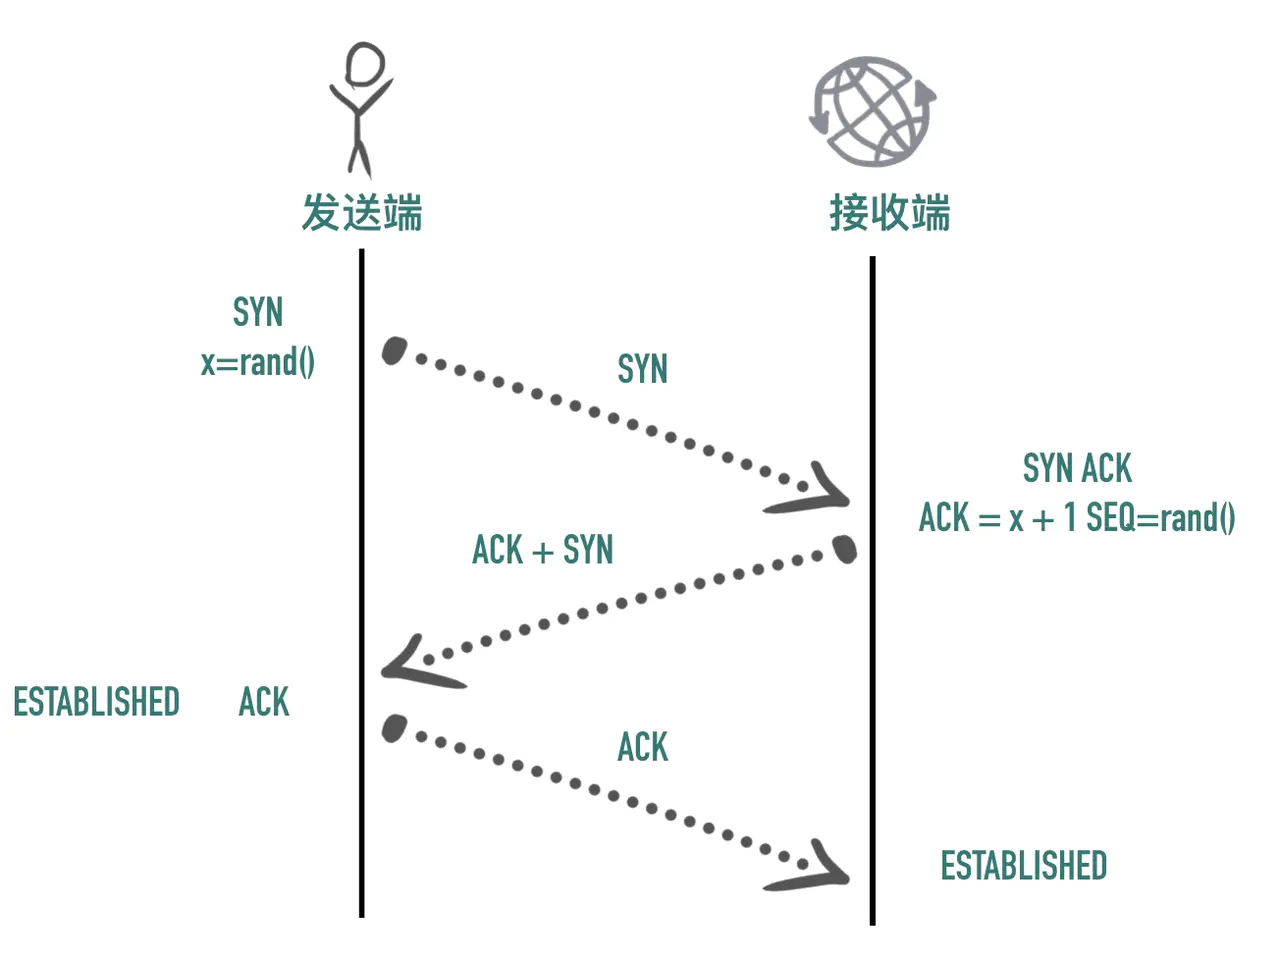 发送端
接收端
SYN
x=rand()
SYN
SYN ACK
ACK = x + 1 SEQ=rand()
ACK + SYN
ESTABLISHED
ACK
ACK
ESTABLISHED